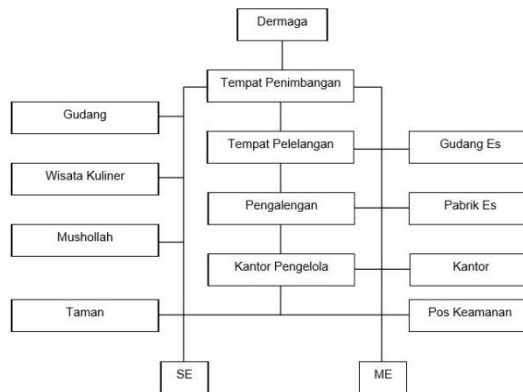 Dermaga
Tempat Penimbangan
Gudang
Tempat Pelelangan
Gudang Es
Wisata Kuliner
Pengalengan
Pabrik Es
Mushollah
Kantor Pengelola
Kantor
Taman
Pos Keamanan
SE
ME